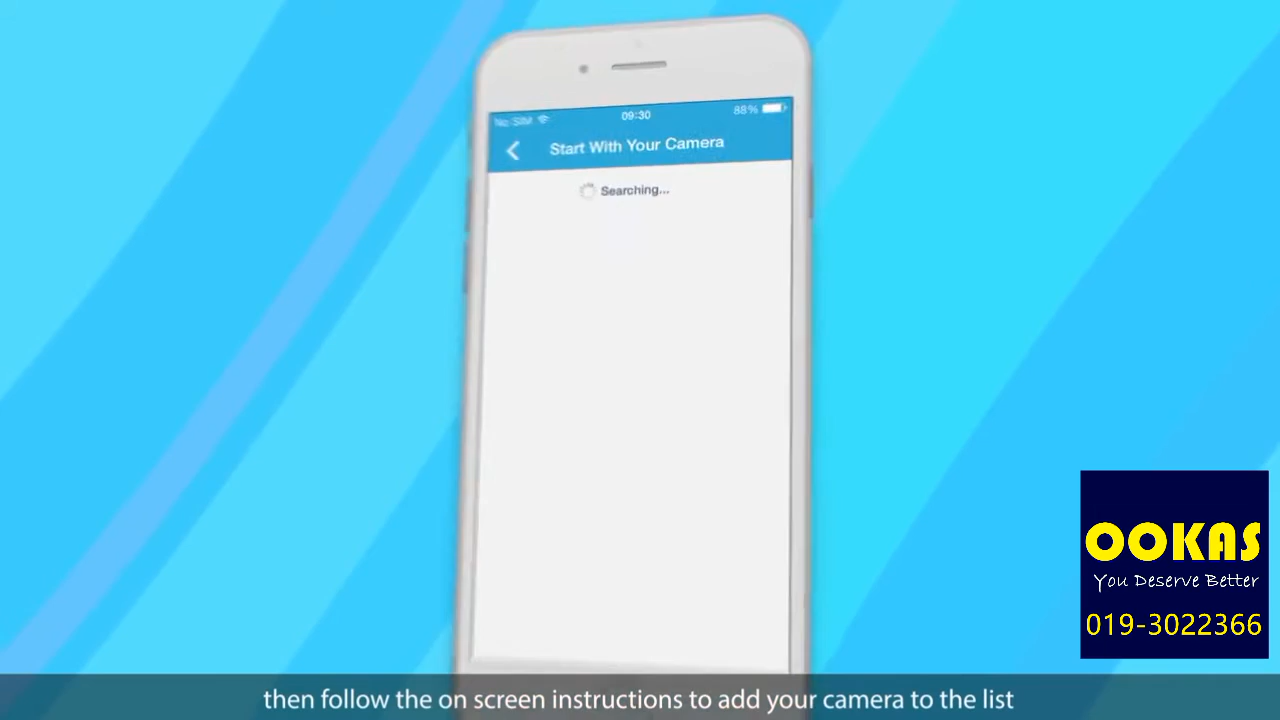 No SIM
09:30
88%
Start With Your Camera
Searching...
OOKAS
You Deserve Better
019-3022366
then follow the on screen instructions to add your camera to the list